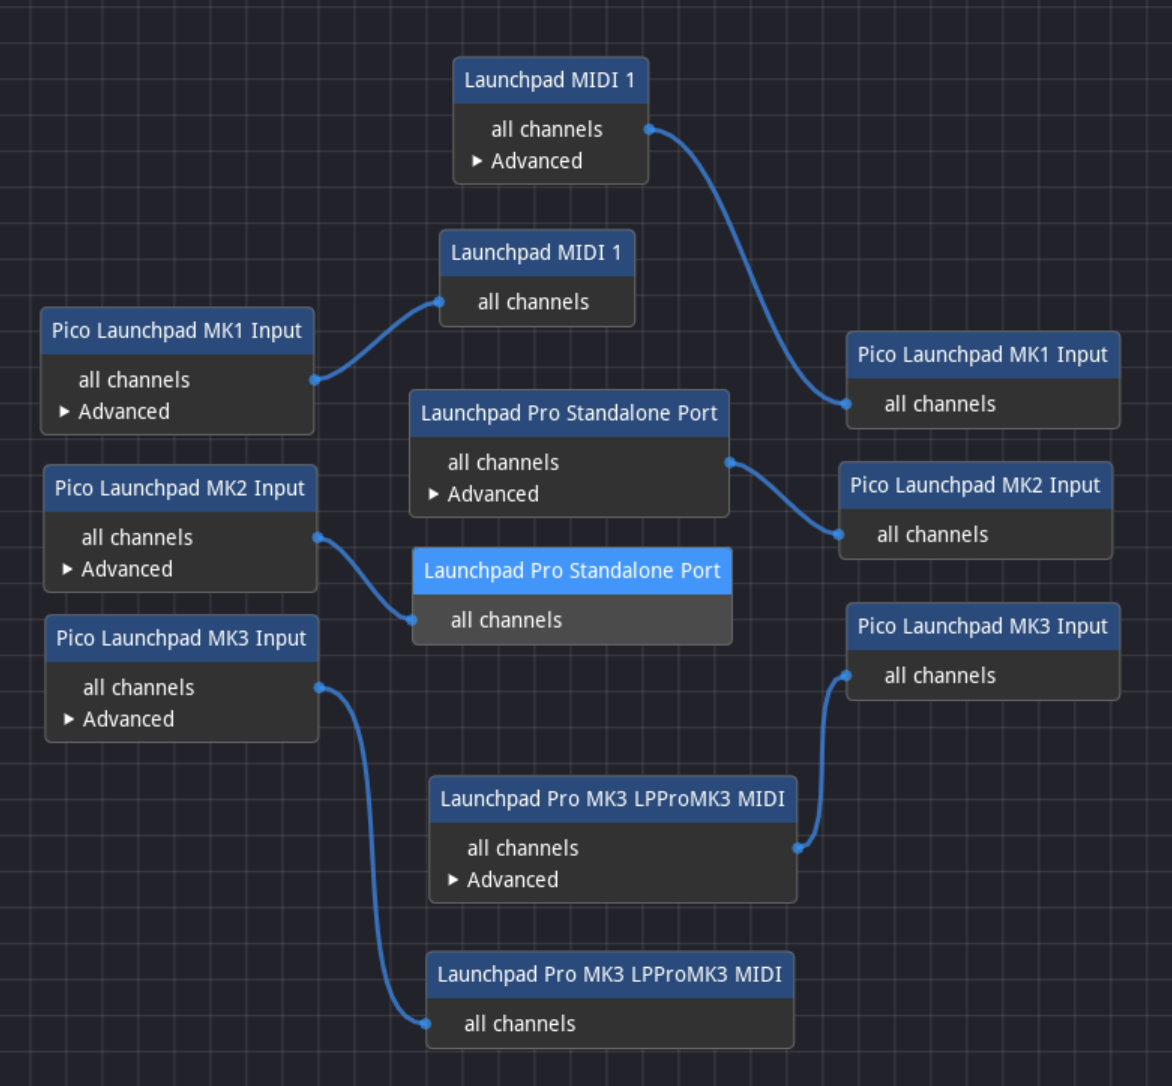 Launchpad MIDI 1
all channels
Advanced
Launchpad MIDI 1
all channels
Pico Launchpad MK1 Input
all channels
Advanced
Pico Launchpad MK1 Input
all channels
Launchpad Pro Standalone Port
all channels
Advanced
Pico Launchpad MK2 Input
all channels
Advanced
Pico Launchpad MK2 Input
all channels
Launchpad Pro Standalone Port
all channels
Pico Launchpad MK3 Input
all channels
Advanced
Pico Launchpad MK3 Input
all channels
Launchpad Pro MK3 LPProMK3 MIDI
all channels
Advanced
Launchpad Pro MK3 LPProMK3 MIDI
all channels